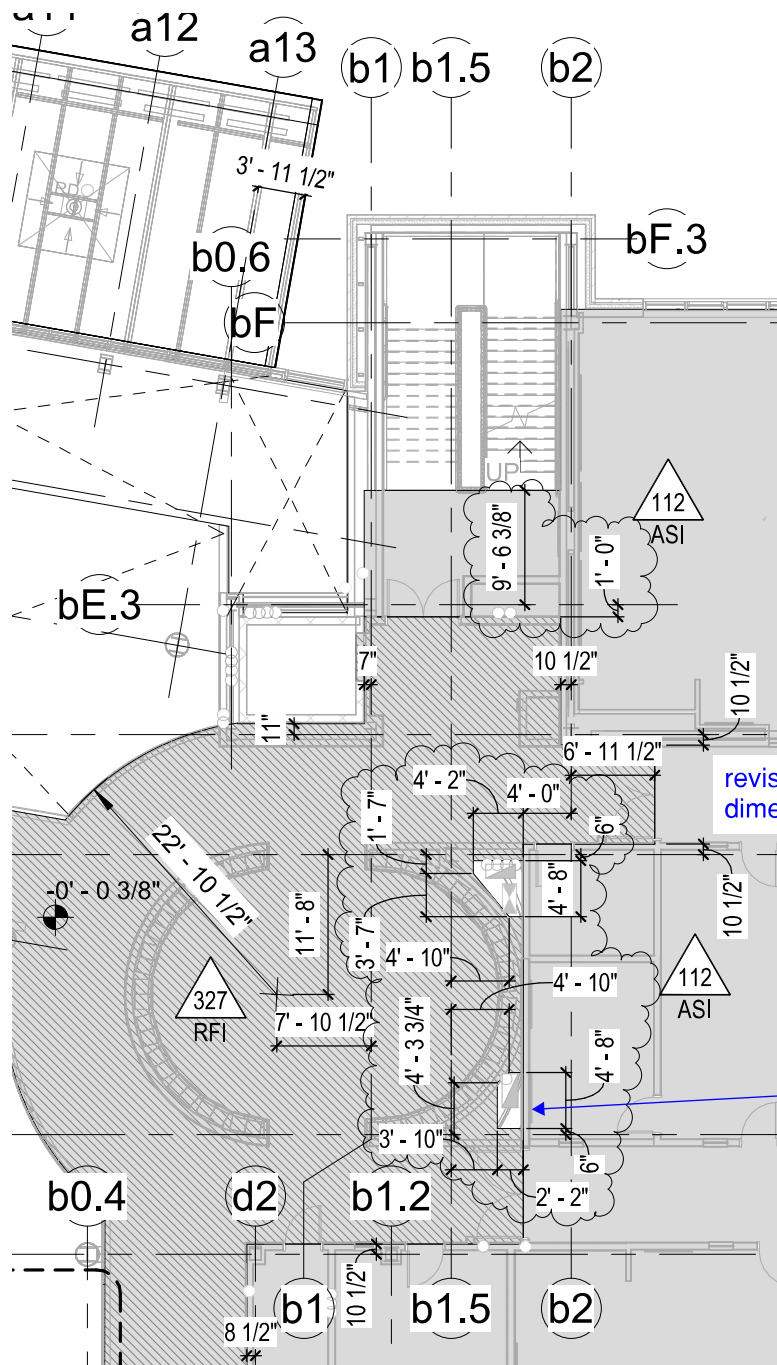 a12
a13
b1
b1.5
b2
3' - 11 1/2"
RDO
b0.6
bF.3
bF
UP
112
ASI
9' - 6 3/8"
1' - 0"
bE.3
7"
10 1/2"
10 1/2"
11"
6' - 11 1/2"
4' - 2"
4' - 0"
revis
dime
1' - 7"
6"
22' - 10 1/2"
4' - 8"
10 1/2"
-0' - 0 3/8"
11' - 8"
3' - 7"
4' - 10"
4' - 10"
112
ASI
327
RFI
7' - 10 1/2"
4' - 3 3/4"
4' - 8"
3' - 10"
6"
2' - 2"
b0.4
d2
b1.2
10 1/2"
b1
b1.5
b2
8 1/2"